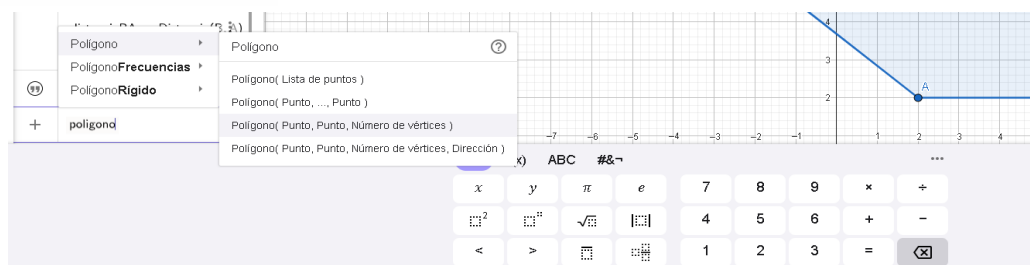 Polígono
PolígonoFrecuencias
PolígonoRígido
poligono
Polígono
Polígono( Lista de puntos )
Polígono( Punto, ..., Punto )
Polígono( Punto, Punto, Número de vértices )
Polígono( Punto, Punto, Número de vértices, Dirección )
4
3
A
2
-7 -6 -5 -4 -3 -2 -1 1 2 3 4
x) ABC #&¬ ...
x y π e 7 8 9 × ÷
2 " √ | | 4 5 6 + −
< > 1 2 3 =